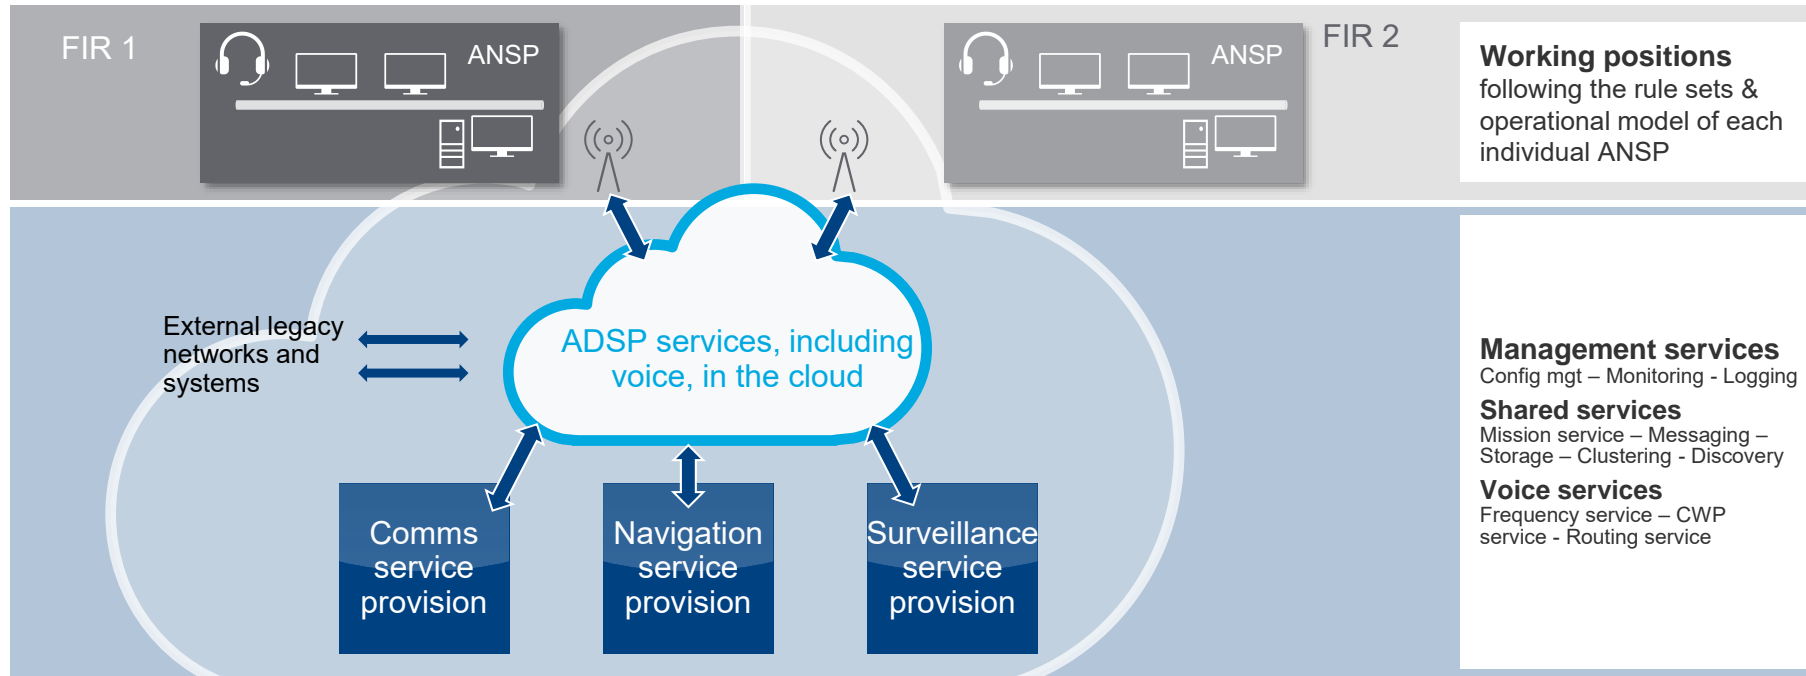 FIR 1
ANSP
ANSP
FIR 2
Working positions
following the rule sets &
operational model of each
individual ANSP
External legacy
networks and
systems
ADSP services, including
voice, in the cloud
Comms
service
provision
Navigation
service
provision
Surveillance
service
provision
Management services
Config mgt – Monitoring - Logging
Shared services
Mission service – Messaging –
Storage – Clustering - Discovery
Voice services
Frequency service – CWP
service - Routing service